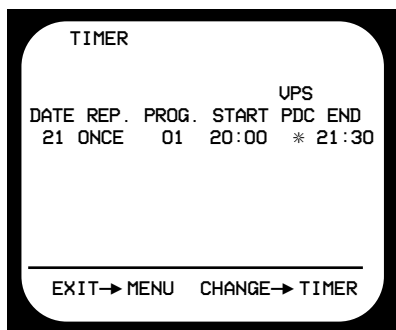 TIMER
VPS
DATE REP. PROG. START PDC END
21 ONCE 01 20:00 * 21:30
EXIT→MENU CHANGE→TIMER